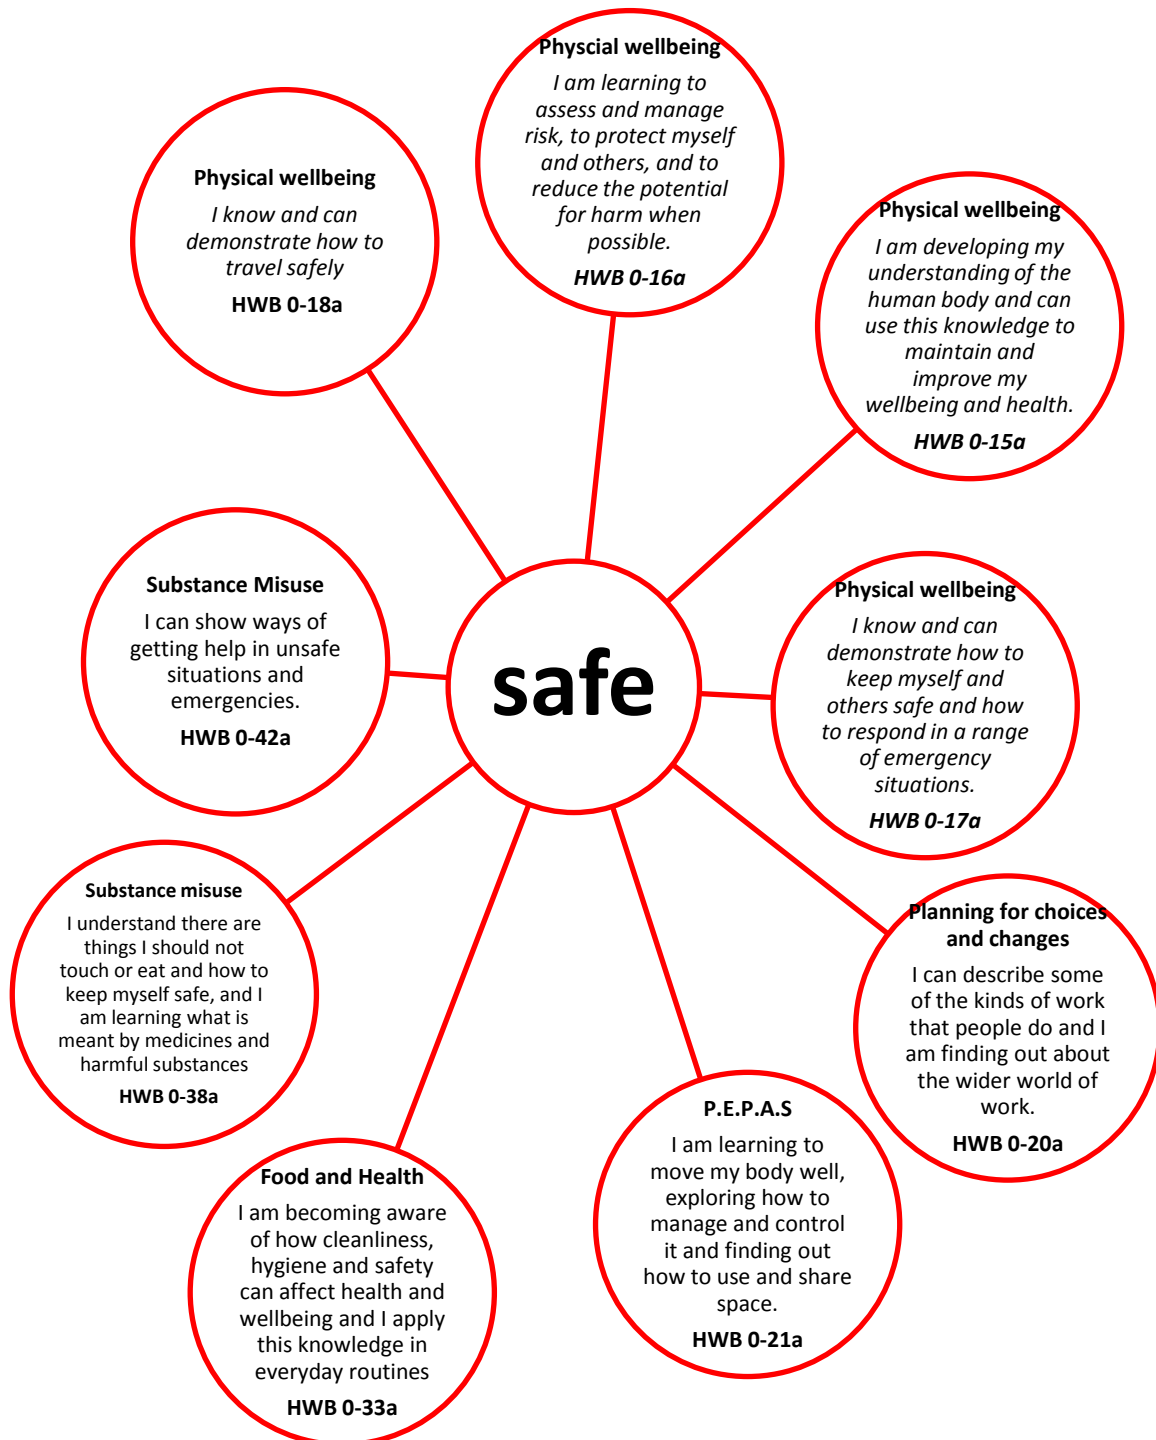 Physcial wellbeing
I am learning to
assess and manage
risk, to protect myself
and others, and to
reduce the potential
for harm when
possible.
HWB 0-16a
Physical wellbeing
I know and can
demonstrate how to
travel safely
HWB 0-18a
Physical wellbeing
I am developing my
understanding of the
human body and can
use this knowledge to
maintain and
improve my
wellbeing and health.
HWB 0-15a
Substance Misuse
I can show ways of
getting help in unsafe
situations and
emergencies.
HWB 0-42a
safe
Physical wellbeing
I know and can
demonstrate how to
keep myself and
others safe and how
to respond in a range
of emergency
situations.
HWB 0-17a
Substance misuse
I understand there are
things I should not
touch or eat and how to
keep myself safe, and I
am learning what is
meant by medicines and
harmful substances
HWB 0-38a
Planning for choices
and changes
I can describe some
of the kinds of work
that people do and I
am finding out about
the wider world of
work.
HWB 0-20a
Food and Health
I am becoming aware
of how cleanliness,
hygiene and safety
can affect health and
wellbeing and I apply
this knowledge in
everyday routines
HWB 0-33a
P.E.P.A.S
I am learning to
move my body well,
exploring how to
manage and control
it and finding out
how to use and share
space.
HWB 0-21a